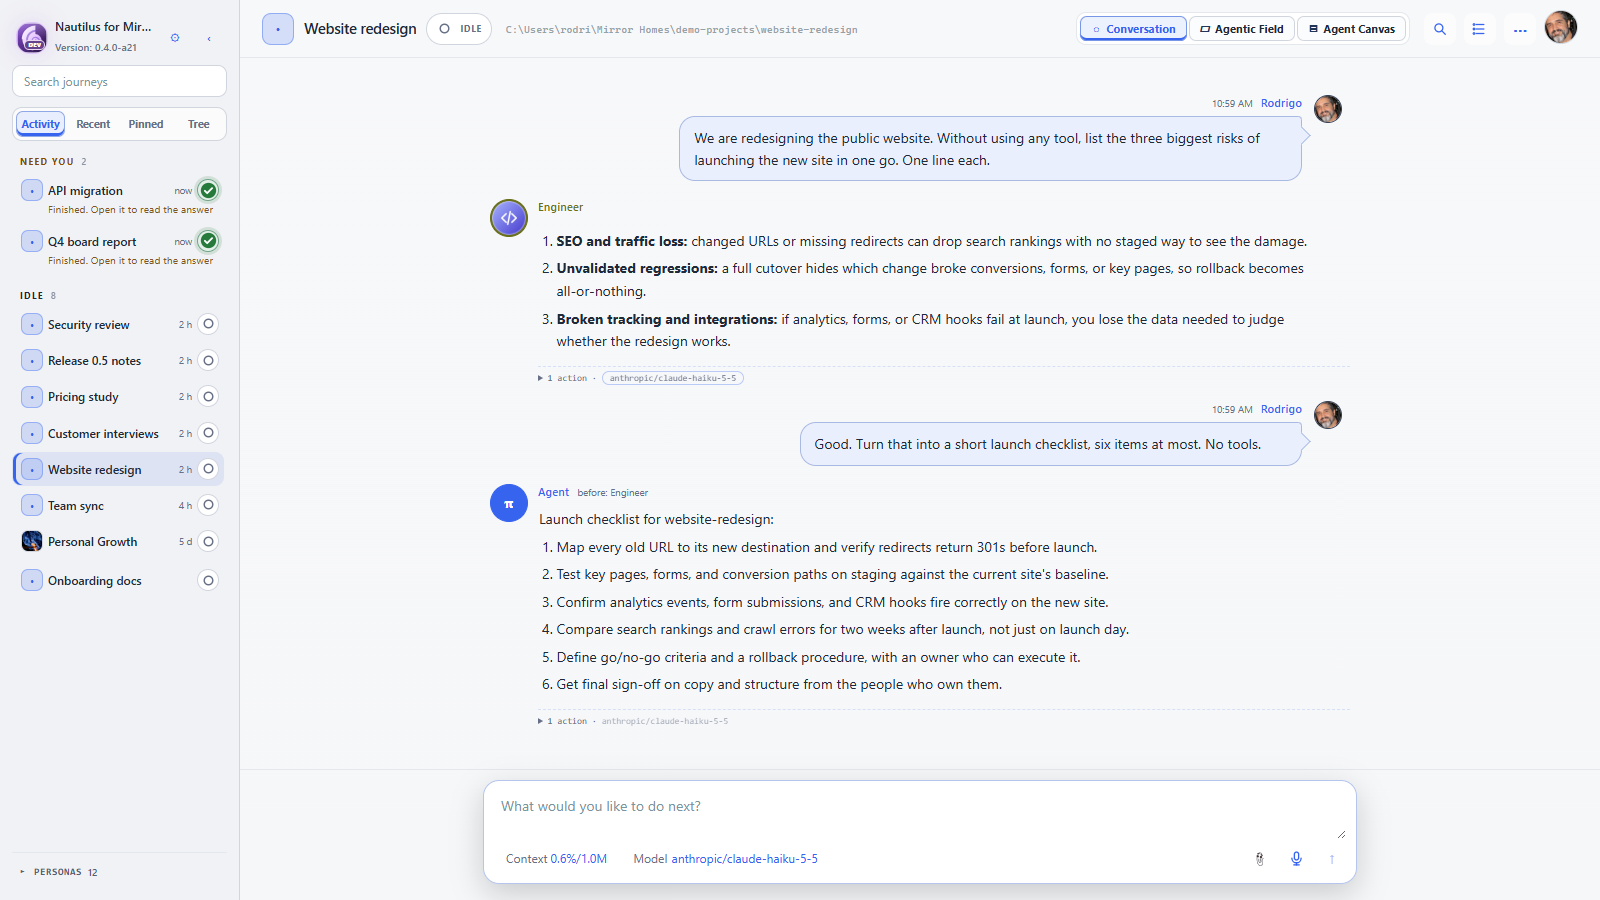 Nautilus for Mir...
Version: 0.4.0-a21
DEV
Search journeys
Activity Recent Pinned Tree
NEED YOU 2
API migration now
Finished. Open it to read the answer
Q4 board report now
Finished. Open it to read the answer
IDLE 8
Security review 2 h
Release 0.5 notes 2 h
Pricing study 2 h
Customer interviews 2 h
Website redesign 2 h
Team sync 4 h
Personal Growth 5 d
Onboarding docs
PERSONAS 12
Website redesign IDLE C:\Users\rodri\Mirror Homes\demo-projects\website-redesign
Conversation Agentic Field Agent Canvas
10:59 AM Rodrigo
We are redesigning the public website. Without using any tool, list the three biggest risks of
launching the new site in one go. One line each.
Engineer
1. SEO and traffic loss: changed URLs or missing redirects can drop search rankings with no staged way to see the damage.
2. Unvalidated regressions: a full cutover hides which change broke conversions, forms, or key pages, so rollback becomes
all-or-nothing.
3. Broken tracking and integrations: if analytics, forms, or CRM hooks fail at launch, you lose the data needed to judge
whether the redesign works.
1 action · anthropic/claude-haiku-5-5
10:59 AM Rodrigo
Good. Turn that into a short launch checklist, six items at most. No tools.
π
Agent before: Engineer
Launch checklist for website-redesign:
1. Map every old URL to its new destination and verify redirects return 301s before launch.
2. Test key pages, forms, and conversion paths on staging against the current site's baseline.
3. Confirm analytics events, form submissions, and CRM hooks fire correctly on the new site.
4. Compare search rankings and crawl errors for two weeks after launch, not just on launch day.
5. Define go/no-go criteria and a rollback procedure, with an owner who can execute it.
6. Get final sign-off on copy and structure from the people who own them.
1 action · anthropic/claude-haiku-5-5
What would you like to do next?
Context 0.6%/1.0M Model anthropic/claude-haiku-5-5